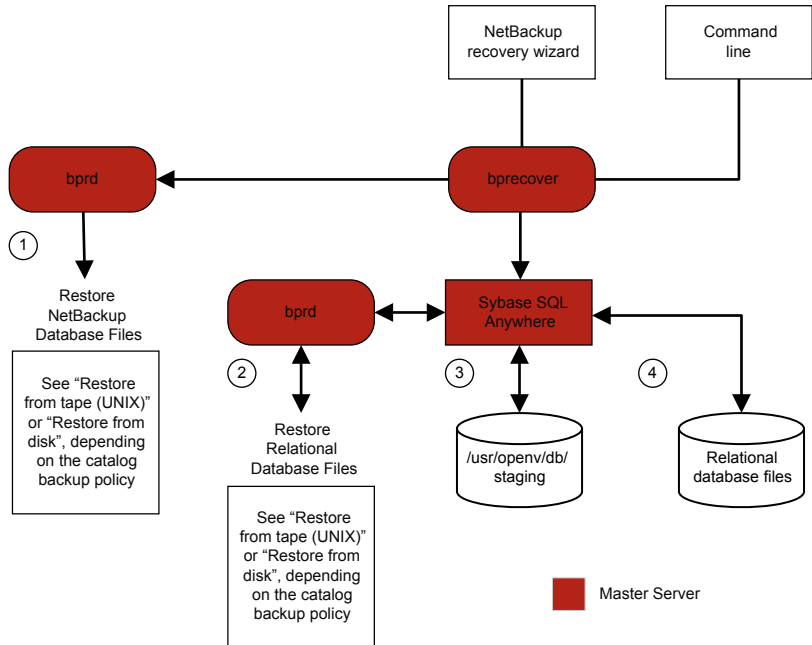 NetBackup
recovery wizard
Command
line
bprd
bprecover
1
Restore
NetBackup
Database Files
bprd
Sybase SQL
Anywhere
See “Restore
from tape (UNIX)”
or “Restore from
disk”, depending
on the catalog
backup policy
2
3
4
Restore
Relational
Database Files
/usr/openv/db/
staging
Relational
database files
See “Restore
from tape (UNIX)”
or “Restore from
disk”, depending
on the catalog
backup policy
Master Server